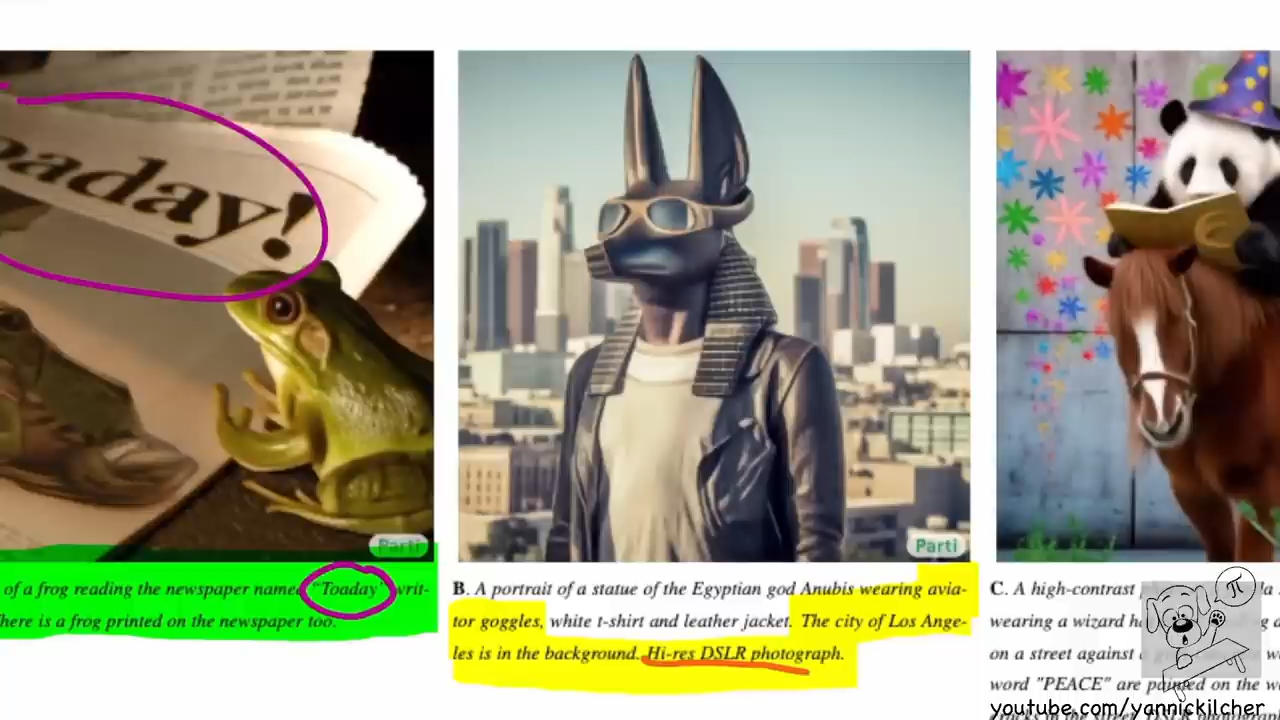 oaday!
Parti
of a frog reading the newspaper named "Toaday" writ-
here is a frog printed on the newspaper too.
Parti
B. A portrait of a statue of the Egyptian god Anubis wearing avia-
tor goggles, white t-shirt and leather jacket. The city of Los Ange-
les is in the background. Hi-res DSLR photograph.
C. A high-contrast
wearing a wizard
on a street against
word "PEACE" are painted on the
π
youtube.com/yannickilcher